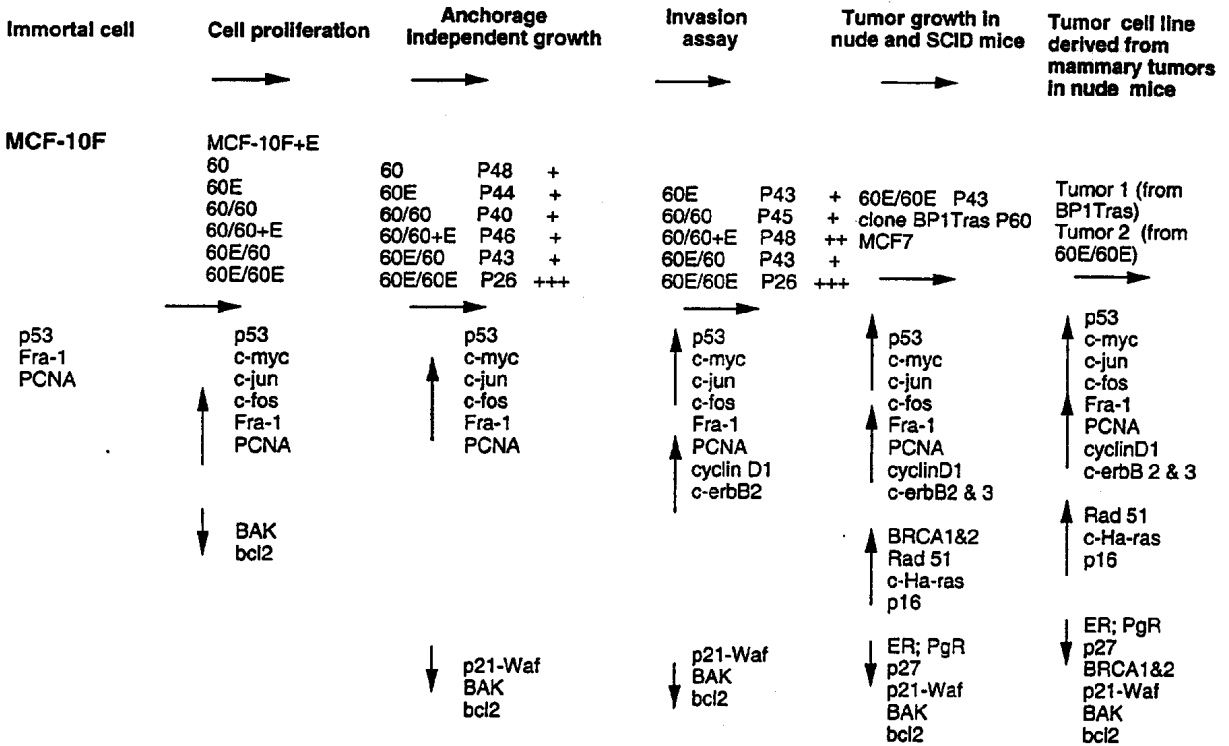 Immortal cell
Cell proliferation
Anchorage
independent growth
Invasion
assay
Tumor growth in
nude and SCID mice
Tumor cell line
derived from
mammary tumors
in nude mice
MCF-10F
MCF-10F+E
60
60E
60/60
60/60+E
60E/60
60E/60E
60 P48 +
60E P44 +
60/60 P40 +
60/60+E P46 +
60E/60 P43 +
60E/60E P26 +++
60E P43 +
60/60 P45 +
60/60+E P48 ++
60E/60 P43 +
60E/60E P26 +++
60E/60E P43
clone BP1Tras P60
MCF7
Tumor 1 (from
BP1Tras)
Tumor 2 (from
60E/60E)
p53
Fra-1
PCNA
p53
c-myc
c-jun
c-fos
Fra-1
PCNA
BAK
bcl2
p53
c-myc
c-jun
c-fos
Fra-1
PCNA
p21-Waf
BAK
bcl2
p53
c-myc
c-jun
c-fos
Fra-1
PCNA
cyclin D1
c-erbB2
p21-Waf
BAK
bcl2
p53
c-myc
c-jun
c-fos
Fra-1
PCNA
cyclinD1
c-erbB2 & 3
BRCA1&2
Rad 51
c-Ha-ras
p16
ER; PgR
p27
p21-Waf
BAK
bcl2
p53
c-myc
c-jun
c-fos
Fra-1
PCNA
cyclinD1
c-erbB 2 & 3
Rad 51
c-Ha-ras
p16
ER; PgR
p27
BRCA1&2
p21-Waf
BAK
bcl2